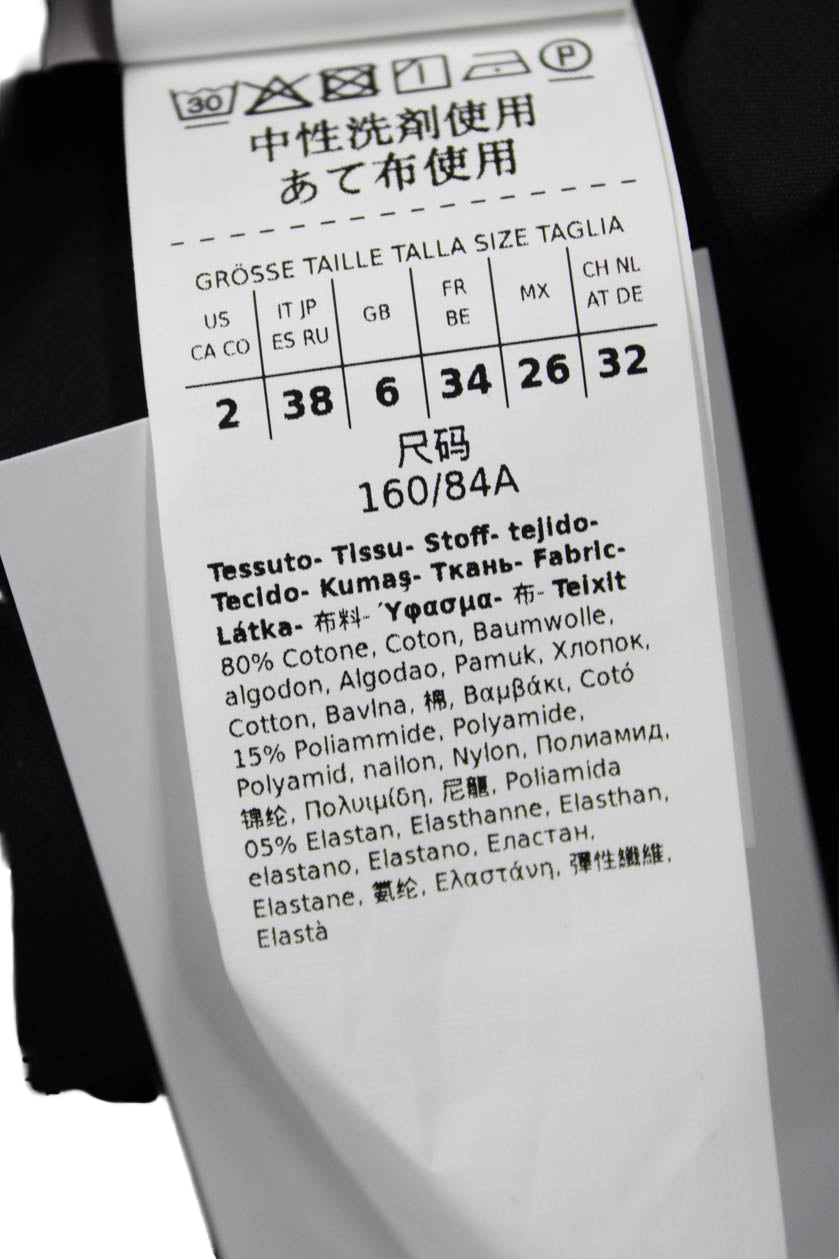 30 P
中性洗剤使用
あて布使用
GRÖSSE TAILLE TALLA SIZE TAGLIA
US CA CO
IT JP ES RU
GB
FR BE
MX
CH NL AT DE
2 38 6 34 26 32
尺码
160/84A
Tessuto- Tissu- Stoff- tejido-
Tecido- Kumaş- Ткань- Fabric-
Látka- 布料- Ύφασμα- 布- Teixit
80% Cotone, Coton, Baumwolle,
algodon, Algodao, Pamuk, Хлопок,
Cotton, Bavlna, 棉, Βαμβάκι, Cotó
15% Poliammide, Polyamide,
Polyamid, nailon, Nylon, Полиамид,
锦纶, Πολυιμίδη, 尼龍, Poliamida
05% Elastan, Elasthanne, Elasthan,
elastano, Elastano, Еластан,
Elastane, 氨纶, Ελαστάνη, 彈性纖維,
Elastà